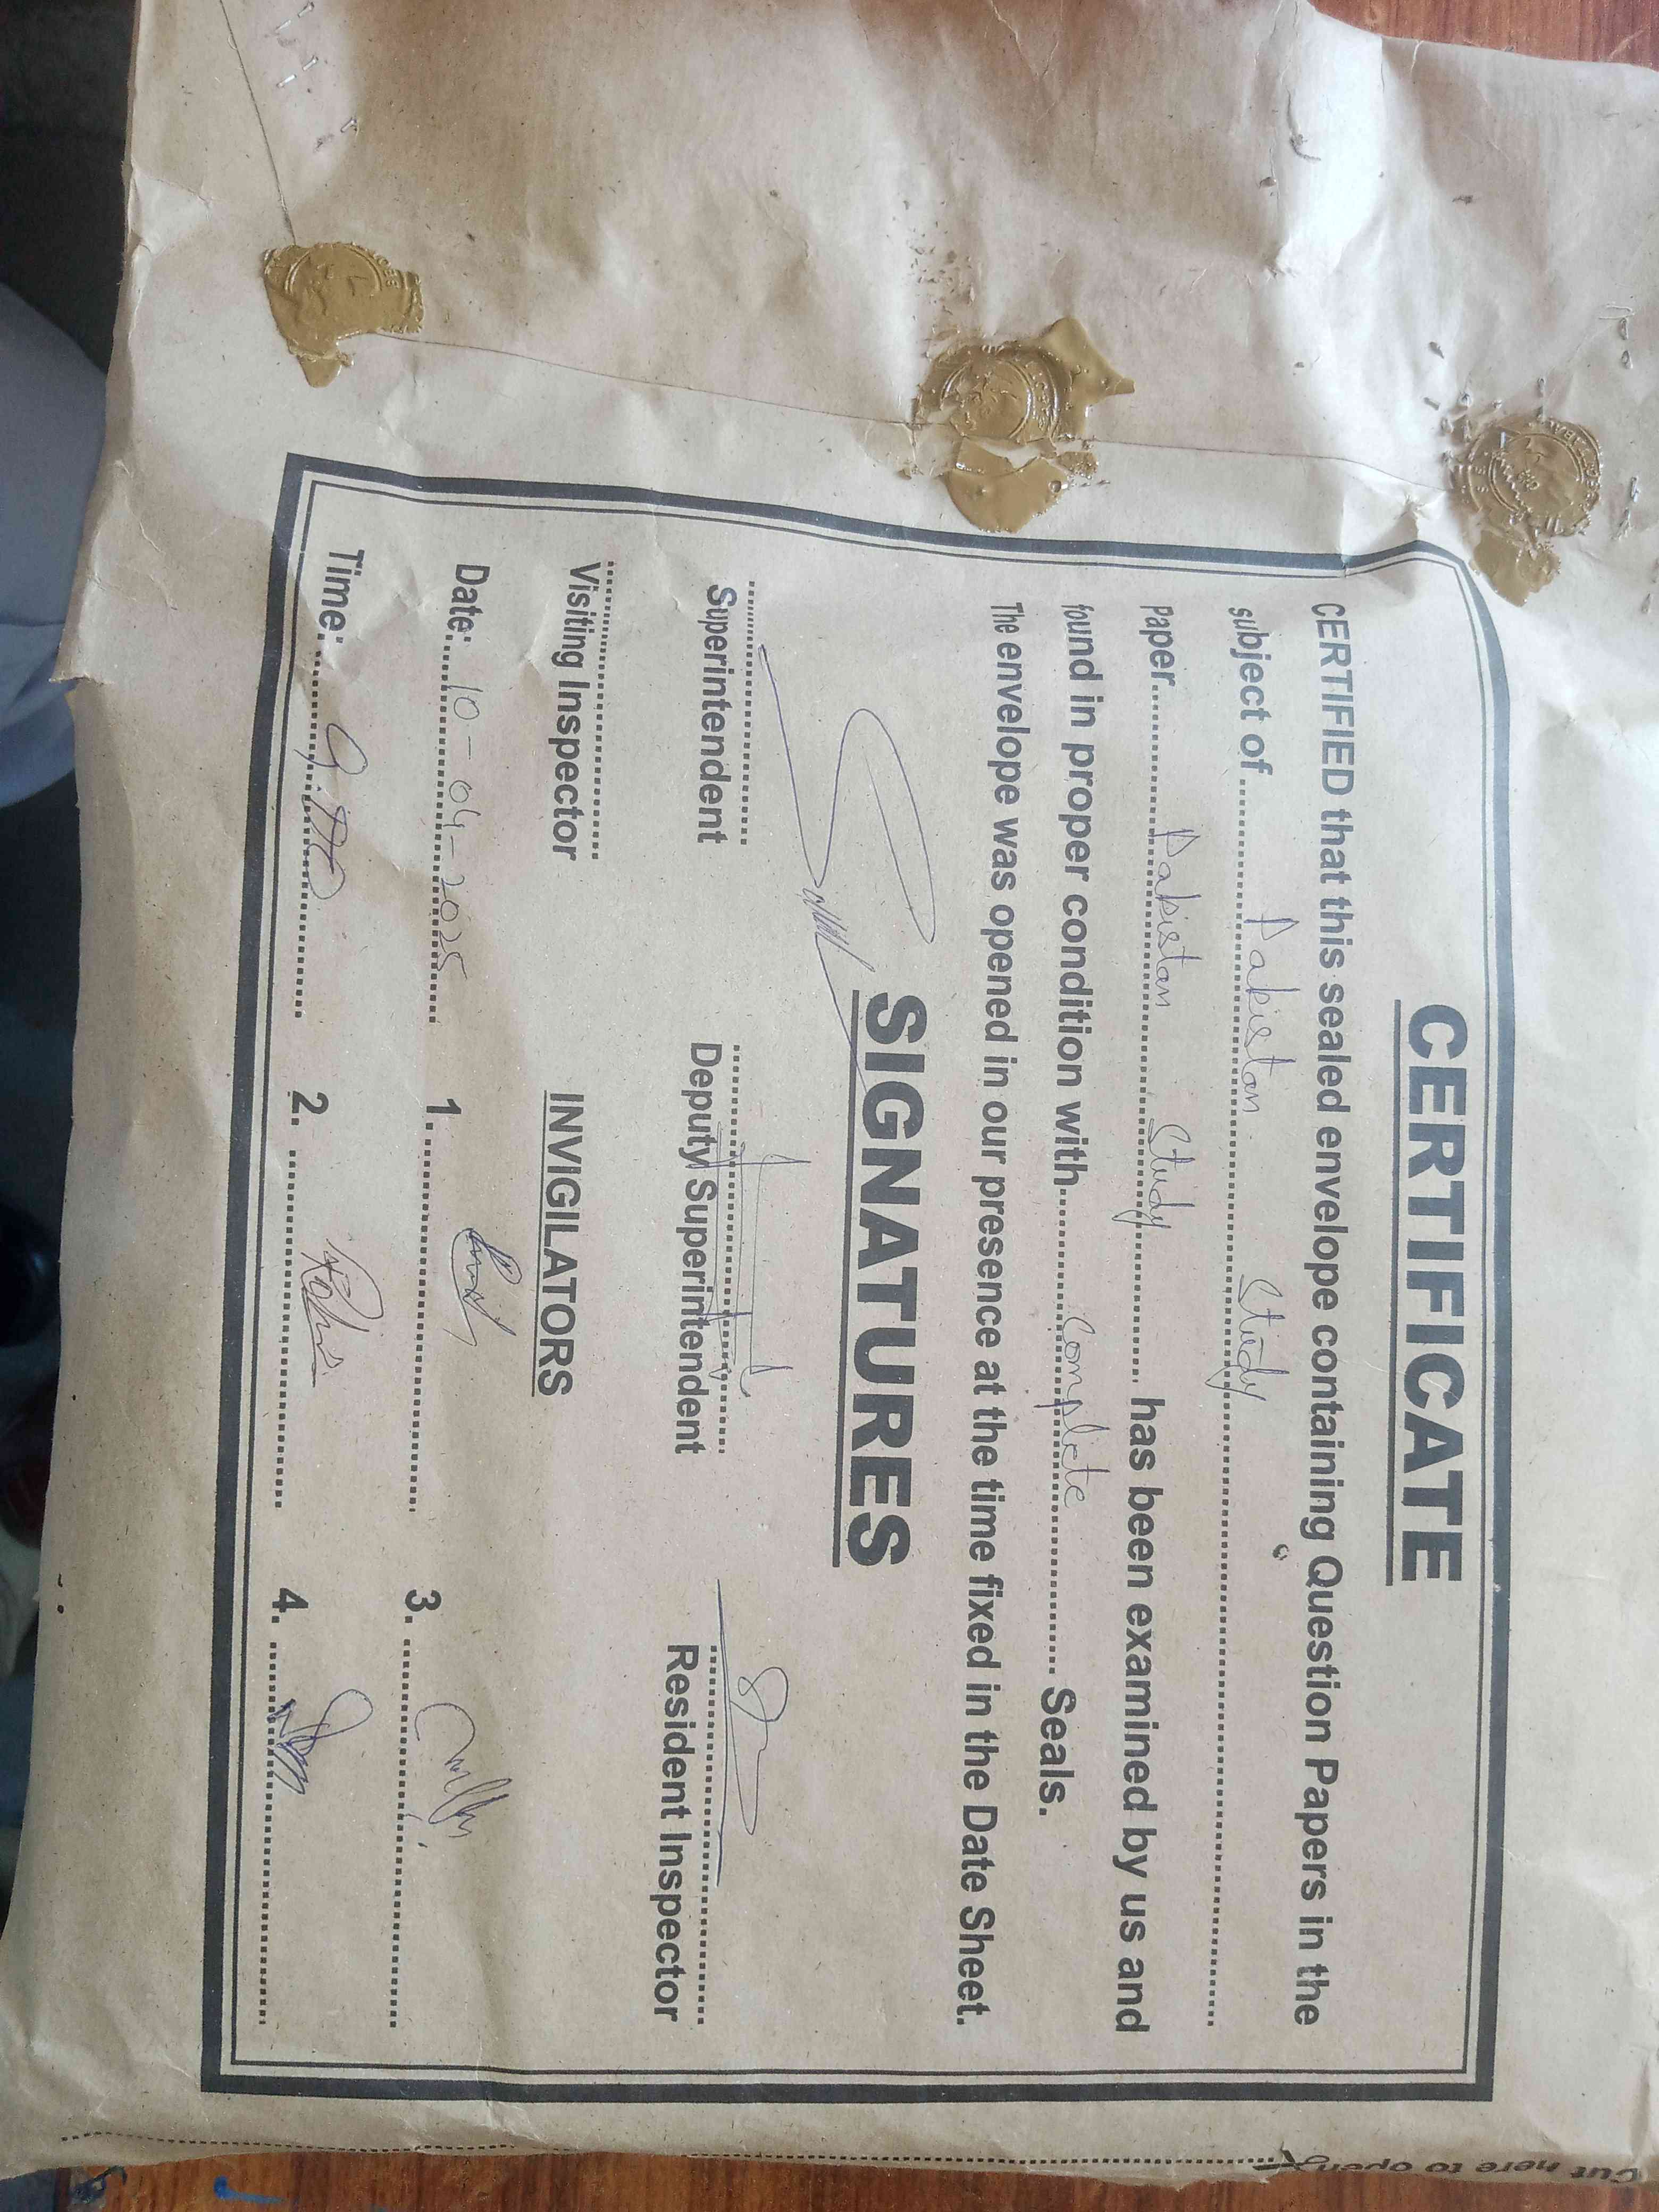 CERTIFICATE
CERTIFIED that this sealed envelope containing Question Papers in the
subject of.......... Pakistan Study ..........
Paper.......... Pakistan Study .......... has been examined by us and
found in proper condition with.......... Complete .......... Seals.
The envelope was opened in our presence at the time fixed in the Date Sheet.
SIGNATURES
Superintendent Deputy Superintendent Resident Inspector
Visiting Inspector INVIGILATORS
Date: 10-04-2025 1. 3.
Time: 9:00 2. 4.
Cut here to open